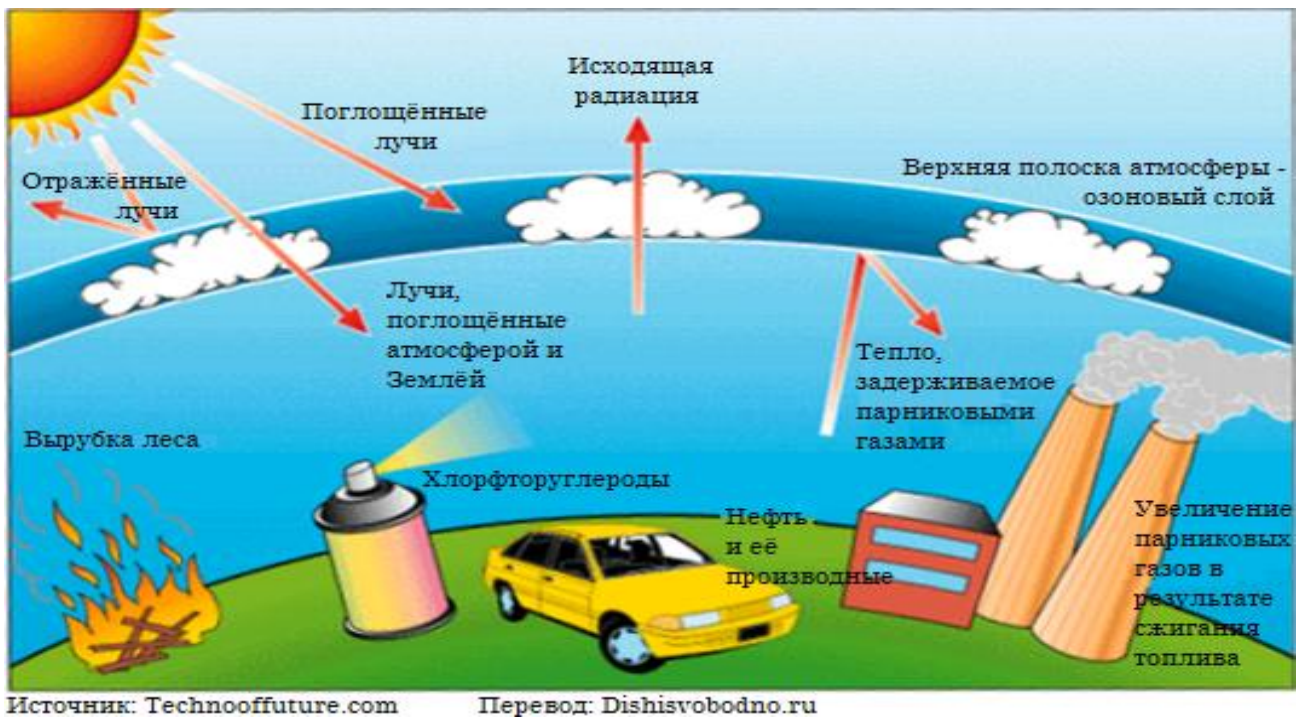 Исходящая
радиация
Поглощённые
лучи
Отражённые
лучи
Верхняя полоска атмосферы -
озоновый слой
Лучи,
поглощённые
атмосферой и
Землёй
Тепло,
задерживаемое
парниковыми
газами
Вырубка леса
Хлорфторуглероды
Нефть
и её
производные
Увеличение
парниковых
газов в
результате
сжигания
топлива
Источник: Technooffuture.com Перевод: Dishisvobodno.ru